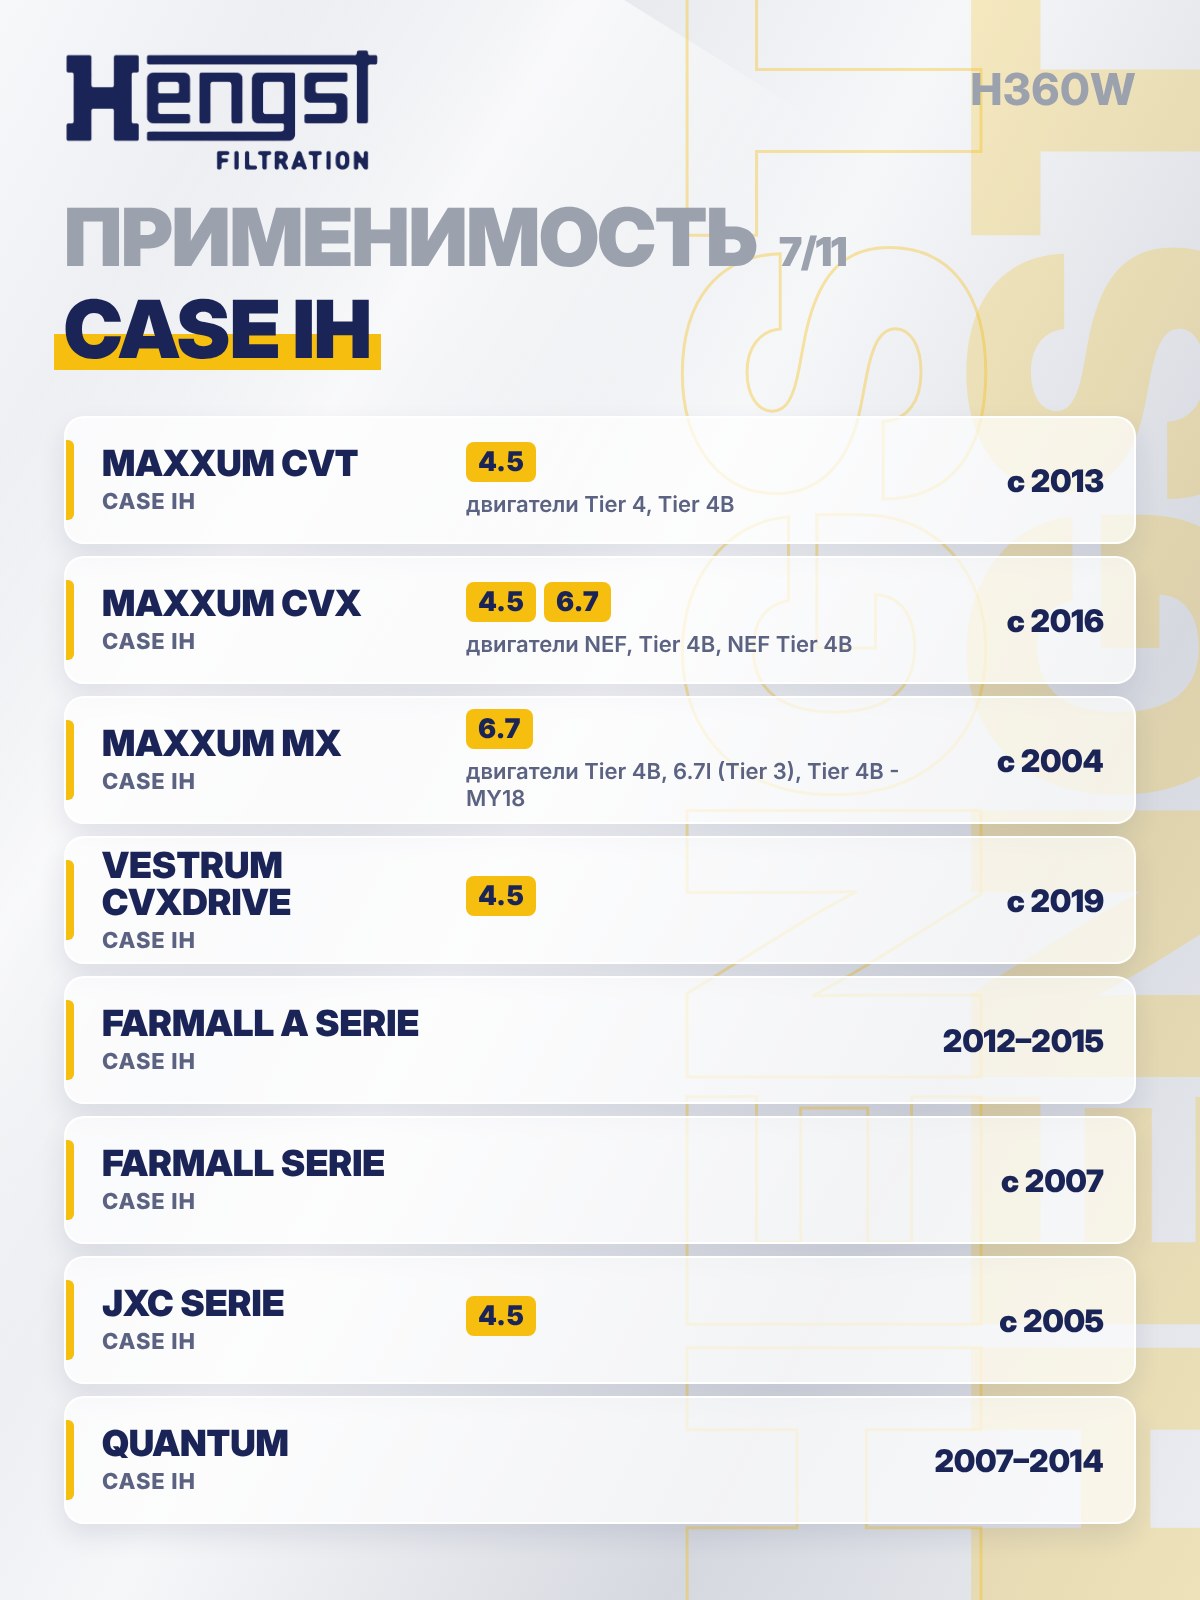 Hengst
FILTRATION
H360W
ПРИМЕНИМОСТЬ 7/11
CASE IH
MAXXUM CVT
CASE IH
4.5
двигатели Tier 4, Tier 4B
с 2013
MAXXUM CVX
CASE IH
4.5 6.7
двигатели NEF, Tier 4B, NEF Tier 4B
с 2016
MAXXUM MX
CASE IH
6.7
двигатели Tier 4B, 6.7l (Tier 3), Tier 4B -
MY18
с 2004
VESTRUM
CVXDRIVE
CASE IH
4.5
с 2019
FARMALL A SERIE
CASE IH
2012–2015
FARMALL SERIE
CASE IH
с 2007
JXC SERIE
CASE IH
4.5
с 2005
QUANTUM
CASE IH
2007–2014
HENGST
HENGST